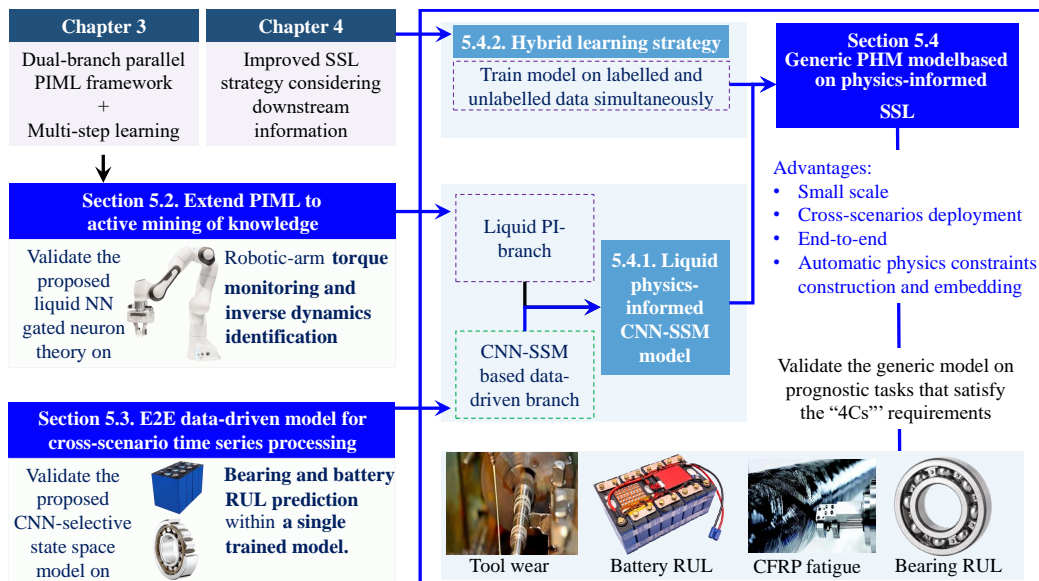 Chapter 3
Dual-branch parallel
PIML framework
+
Multi-step learning
Chapter 4
Improved SSL
strategy considering
downstream
information
Section 5.2. Extend PIML to
active mining of knowledge
Validate the
proposed
liquid NN
gated neuron
theory on
Robotic-arm torque
monitoring and
inverse dynamics
identification
Section 5.3. E2E data-driven model for
cross-scenario time series processing
Validate the
proposed
CNN-selective
state space
model on
Bearing and battery
RUL prediction
within a single
trained model.
5.4.2. Hybrid learning strategy
Train model on labelled and
unlabelled data simultaneously
Liquid PI-
branch
CNN-SSM
based data-
driven branch
5.4.1. Liquid
physics-
informed
CNN-SSM
model
Section 5.4
Generic PHM modelbased
on physics-informed
SSL
Advantages:
• Small scale
• Cross-scenarios deployment
• End-to-end
• Automatic physics constraints
construction and embedding
Validate the generic model on
prognostic tasks that satisfy
the “4Cs”’ requirements
Tool wear
Battery RUL
CFRP fatigue
Bearing RUL